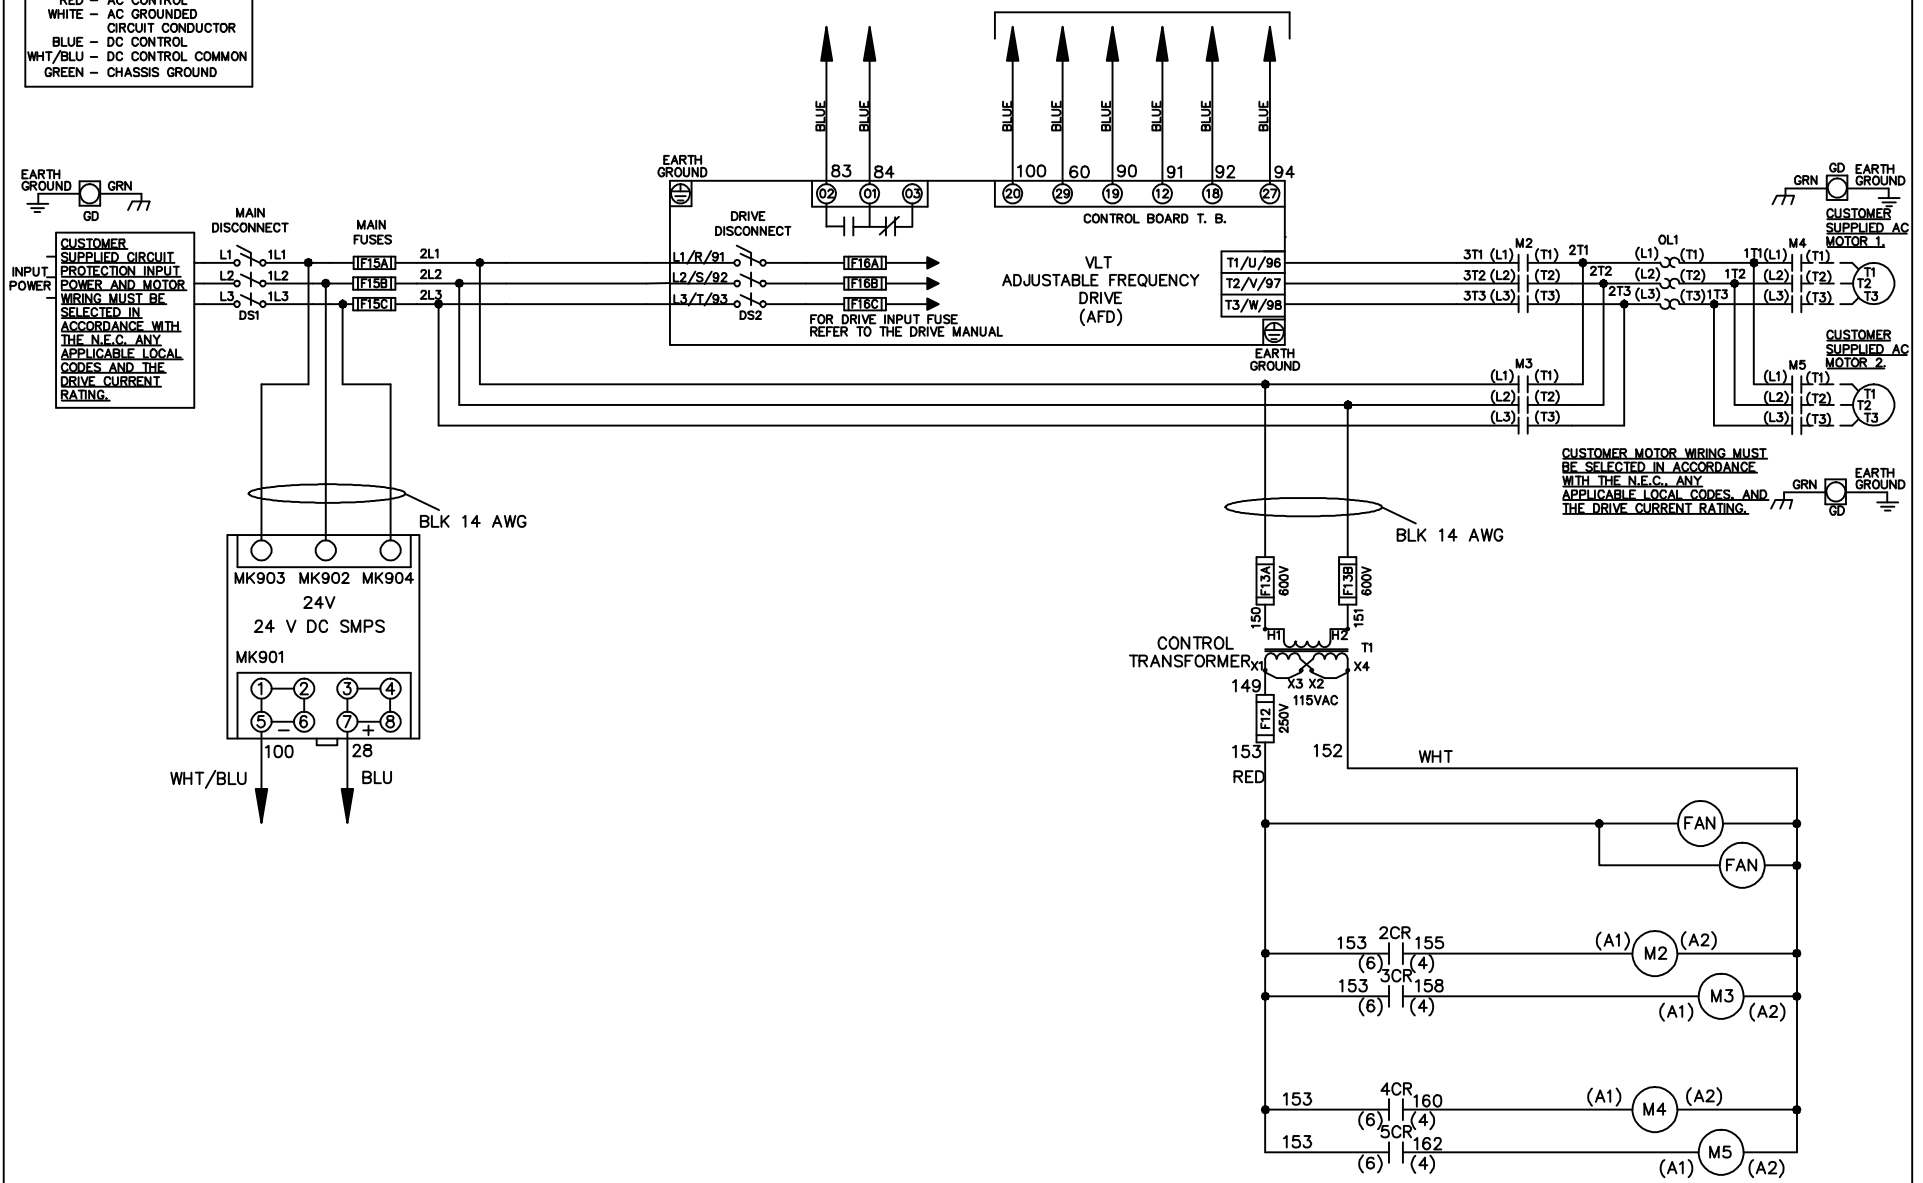 RED – AC CONTROL
WHITE – AC GROUNDED
CIRCUIT CONDUCTOR
BLUE – DC CONTROL
WHT/BLU – DC CONTROL COMMON
GREEN – CHASSIS GROUND
BLUE
BLUE
BLUE
BLUE
BLUE
BLUE
BLUE
BLUE
EARTH
GROUND
GRN
GD
EARTH
GROUND
83
84
02
01
03
100
60
90
91
92
94
20
29
19
12
18
27
CONTROL BOARD T. B.
GRN
GD
EARTH
GROUND
INPUT
POWER
CUSTOMER
SUPPLIED CIRCUIT
PROTECTION INPUT
POWER AND MOTOR
WIRING MUST BE
SELECTED IN
ACCORDANCE WITH
THE N.E.C. ANY
APPLICABLE LOCAL
CODES AND THE
DRIVE CURRENT
RATING.
MAIN
DISCONNECT
L1
1L1
L2
1L2
L3
1L3
DS1
MAIN
FUSES
F15A
F15B
F15C
2L1
2L2
2L3
DRIVE
DISCONNECT
L1/R/91
L2/S/92
L3/T/93
DS2
F16A
F16B
F16C
FOR DRIVE INPUT FUSE
REFER TO THE DRIVE MANUAL
VLT
ADJUSTABLE FREQUENCY
DRIVE
(AFD)
T1/U/96
T2/V/97
T3/W/98
EARTH
GROUND
M2
3T1 (L1) (T1) 2T1
3T2 (L2) (T2) 2T2
3T3 (L3) (T3) 2T3
OL1
(L1) (T1) 1T1
(L2) (T2) 1T2
(L3) (T3) 1T3
M4
(L1) (T1)
(L2) (T2)
(L3) (T3)
CUSTOMER
SUPPLIED AC
MOTOR 1.
T1
T2
T3
M3
(L1) (T1)
(L2) (T2)
(L3) (T3)
M5
(L1) (T1)
(L2) (T2)
(L3) (T3)
CUSTOMER
SUPPLIED AC
MOTOR 2.
T1
T2
T3
CUSTOMER MOTOR WIRING MUST
BE SELECTED IN ACCORDANCE
WITH THE N.E.C., ANY
APPLICABLE LOCAL CODES, AND
THE DRIVE CURRENT RATING.
GRN
GD
EARTH
GROUND
BLK 14 AWG
BLK 14 AWG
MK903 MK902 MK904
24V
24 V DC SMPS
MK901
1 2 3 4
5 – 6 7 + 8
100
28
WHT/BLU
BLU
F13A
600V
F13B
600V
150
151
H1
H2
T1
CONTROL
TRANSFORMER
X1
X3 X2
X4
115VAC
149
F12
250V
153
RED
152
WHT
FAN
FAN
153 2CR 155
(6) (4)
(A1) M2 (A2)
153 3CR 158
(6) (4)
(A1) M3 (A2)
153 4CR 160
(6) (4)
(A1) M4 (A2)
153 5CR 162
(6) (4)
(A1) M5 (A2)